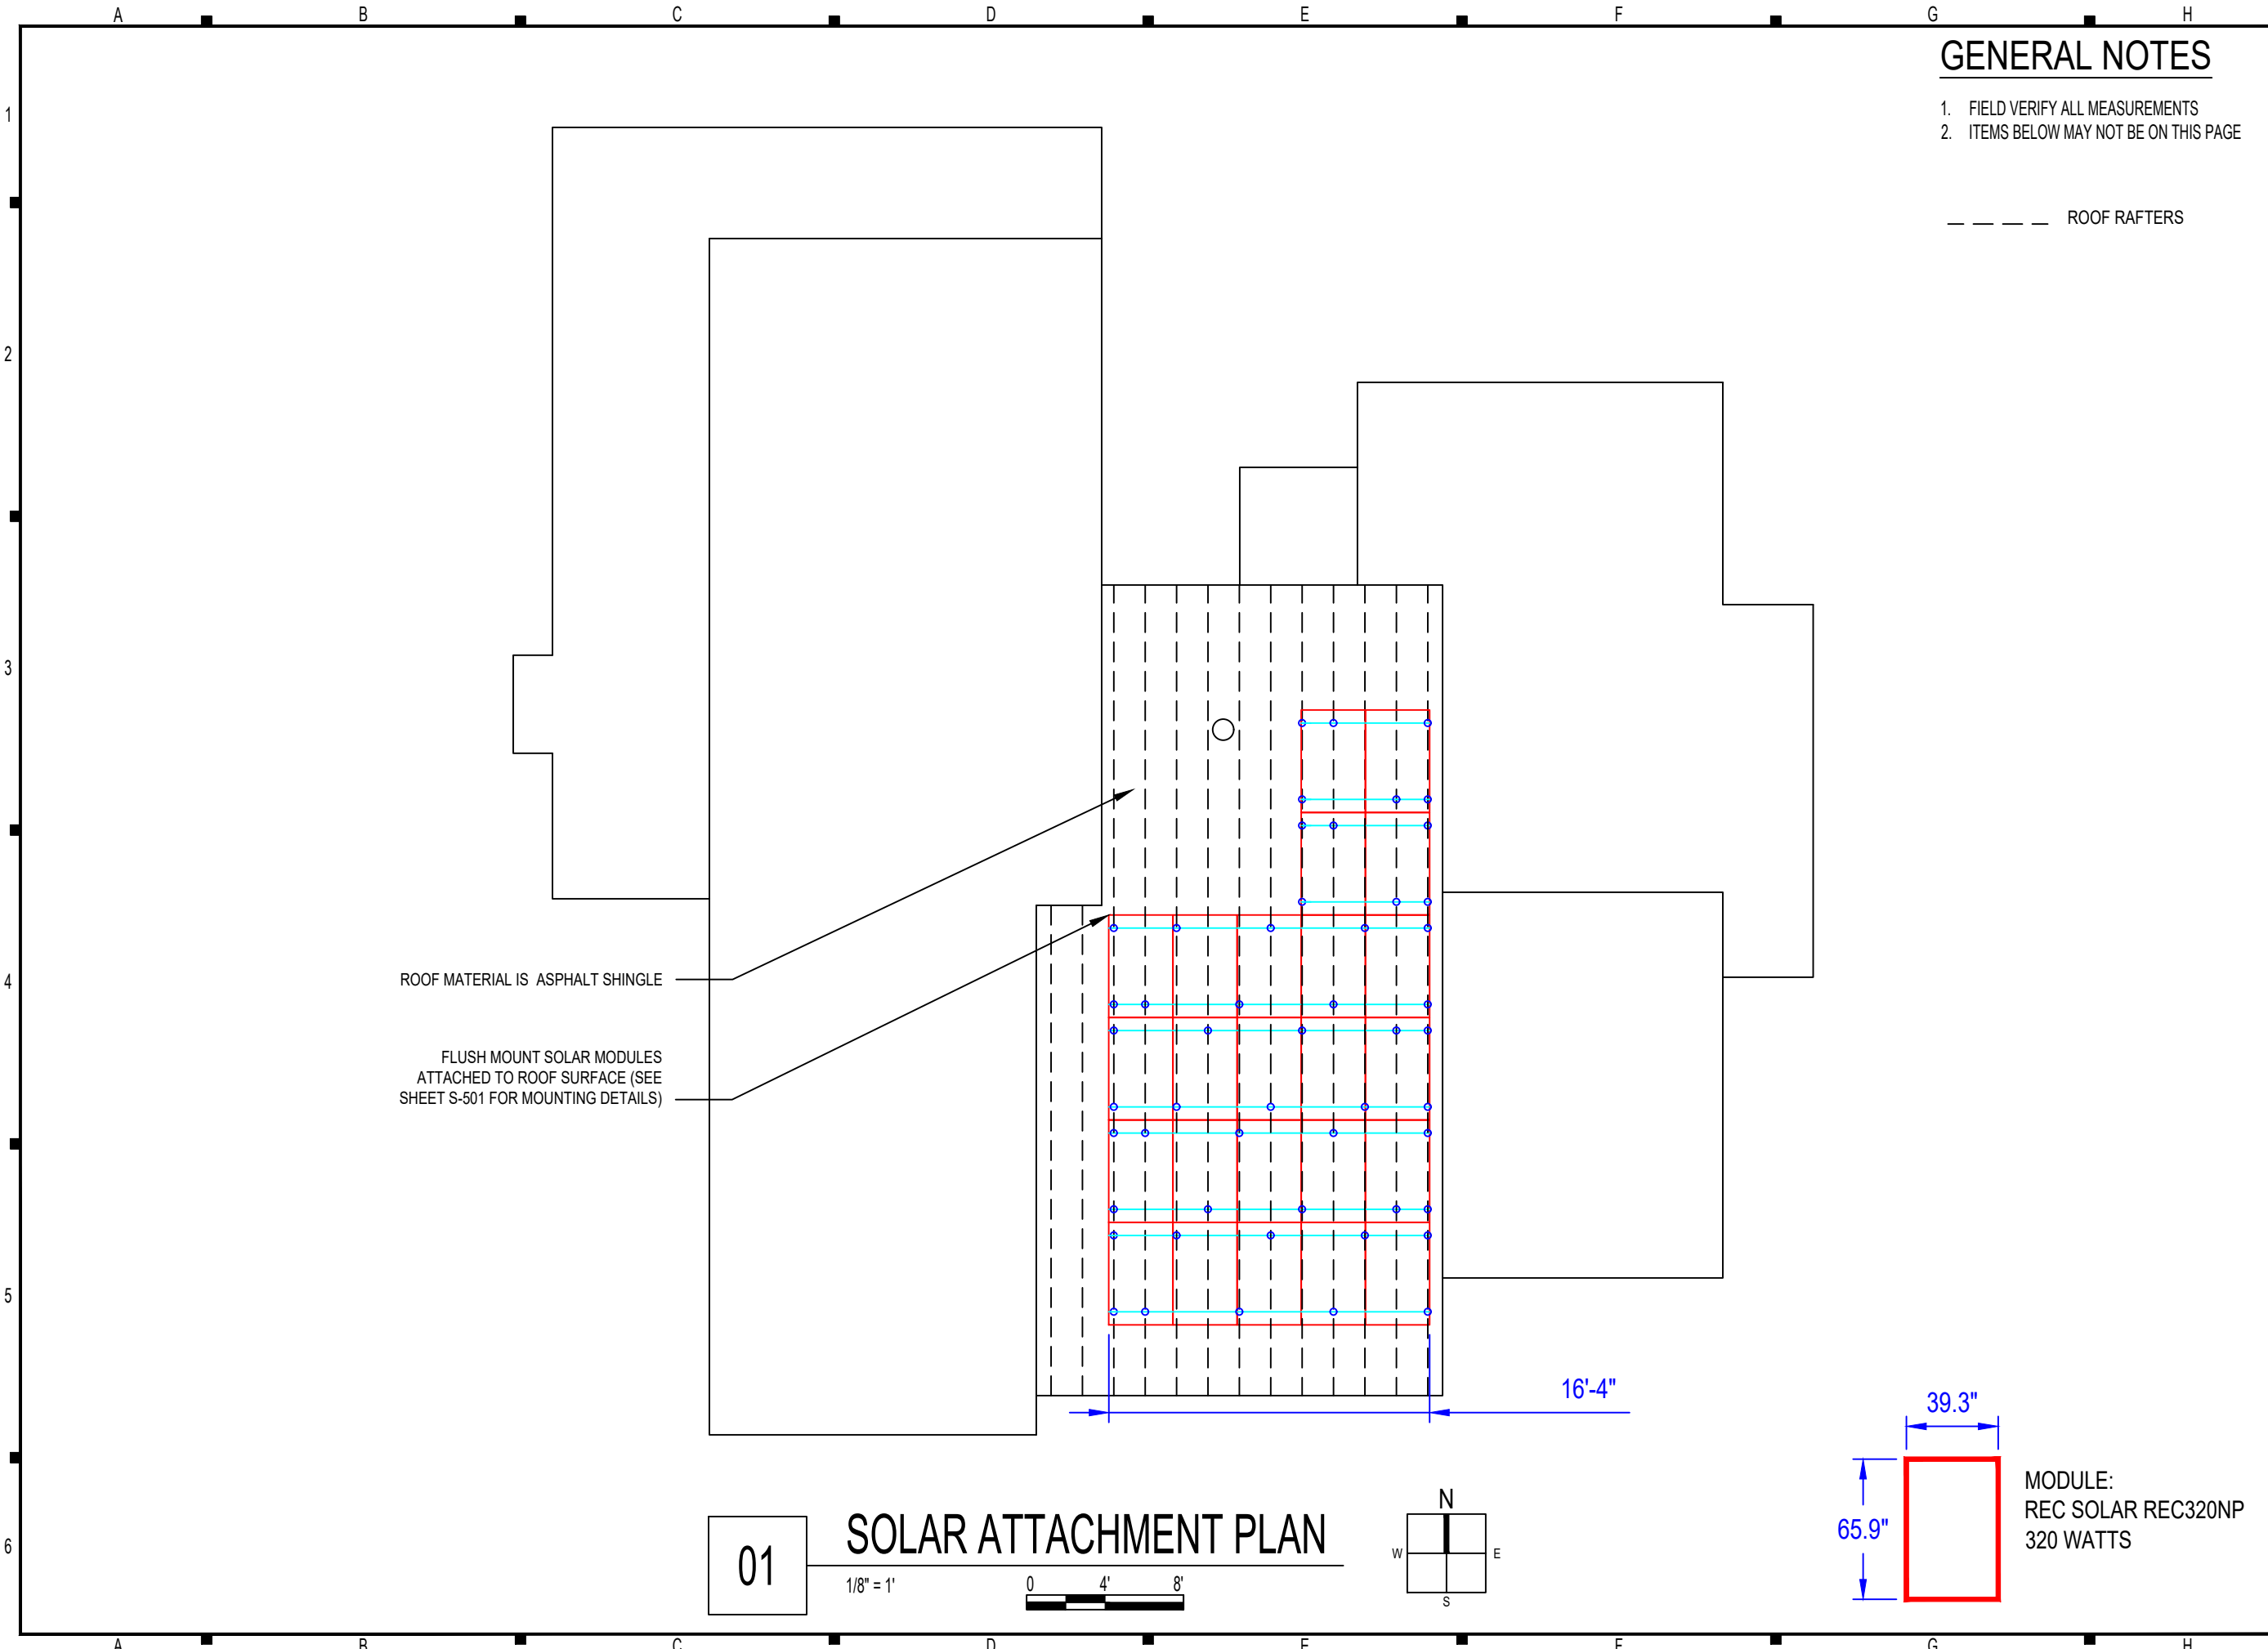 A B C D E F G H
GENERAL NOTES
1. FIELD VERIFY ALL MEASUREMENTS
2. ITEMS BELOW MAY NOT BE ON THIS PAGE
ROOF RAFTERS
1
2
3
4
5
6
ROOF MATERIAL IS ASPHALT SHINGLE
FLUSH MOUNT SOLAR MODULES
ATTACHED TO ROOF SURFACE (SEE
SHEET S-501 FOR MOUNTING DETAILS)
16'-4"
39.3"
65.9"
MODULE:
REC SOLAR REC320NP
320 WATTS
01
SOLAR ATTACHMENT PLAN
1/8" = 1'
0 4' 8'
N
W E
S
A B C D E F G H